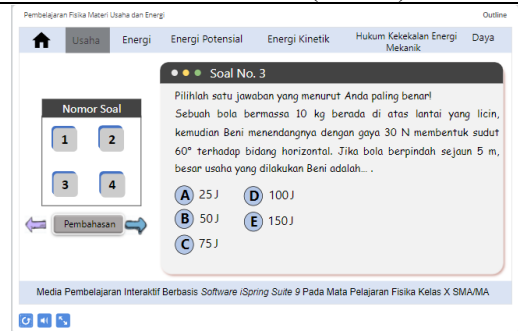 Pembelajaran Fisika Materi Usaha dan Energi
Outline
Usaha
Energi
Energi Potensial
Energi Kinetik
Hukum Kekekalan Energi
Mekanik
Daya
Soal No. 3
Nomor Soal
1
2
3
4
Pembahasan
Pilihlah satu jawaban yang menurut Anda paling benar!
Sebuah bola bermassa 10 kg berada di atas lantai yang licin,
kemudian Beni menendangnya dengan gaya 30 N membentuk sudut
60° terhadap bidang horizontal. Jika bola berpindah sejaun 5 m,
besar usaha yang dilakukan Beni adalah... .
A 25 J
D 100 J
B 50 J
E 150 J
C 75 J
Media Pembelajaran Interaktif Berbasis Software iSpring Suite 9 Pada Mata Pelajaran Fisika Kelas X SMA/MA